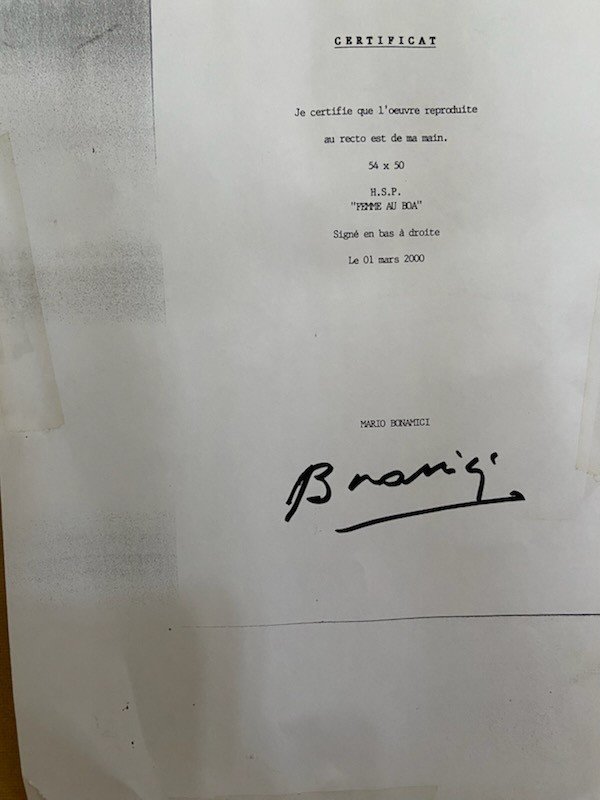 CERTIFICAT
Je certifie que l'oeuvre reproduite
au recto est de ma main.
54 x 50
H.S.P.
"FEMME AU BOA"
Signé en bas à droite
Le 01 mars 2000
MARIO BONAMICI
Bonamici